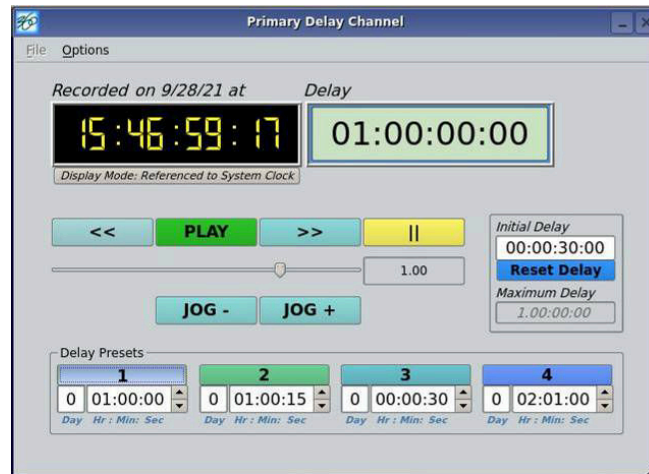 360 Primary Delay Channel
File Options
Recorded on 9/28/21 at Delay
15:46:59:17 01:00:00:00
Display Mode: Referenced to System Clock
<< PLAY >> ||
1.00
JOG - JOG +
Initial Delay
00:00:30:00
Reset Delay
Maximum Delay
1.00:00:00
Delay Presets
1 2 3 4
0 01:00:00 0 01:00:15 0 00:00:30 0 02:01:00
Day Hr : Min: Sec Day Hr : Min: Sec Day Hr : Min: Sec Day Hr : Min: Sec